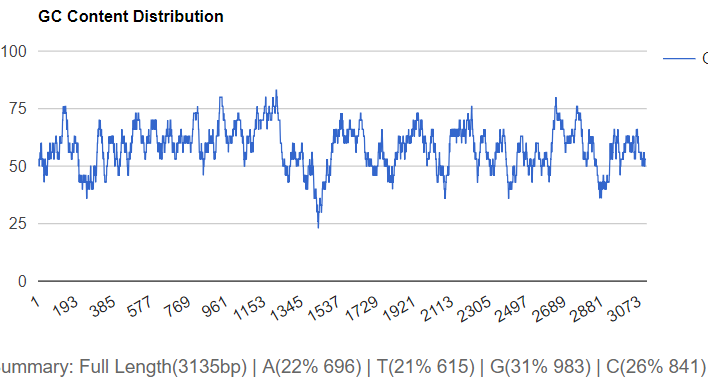 GC Content Distribution
100
75
50
25
0
1 193 385 577 769 961 1153 1345 1537 1729 1921 2113 2305 2497 2689 2881 3073
ummary: Full Length(3135bp) | A(22% 696) | T(21% 615) | G(31% 983) | C(26% 841)